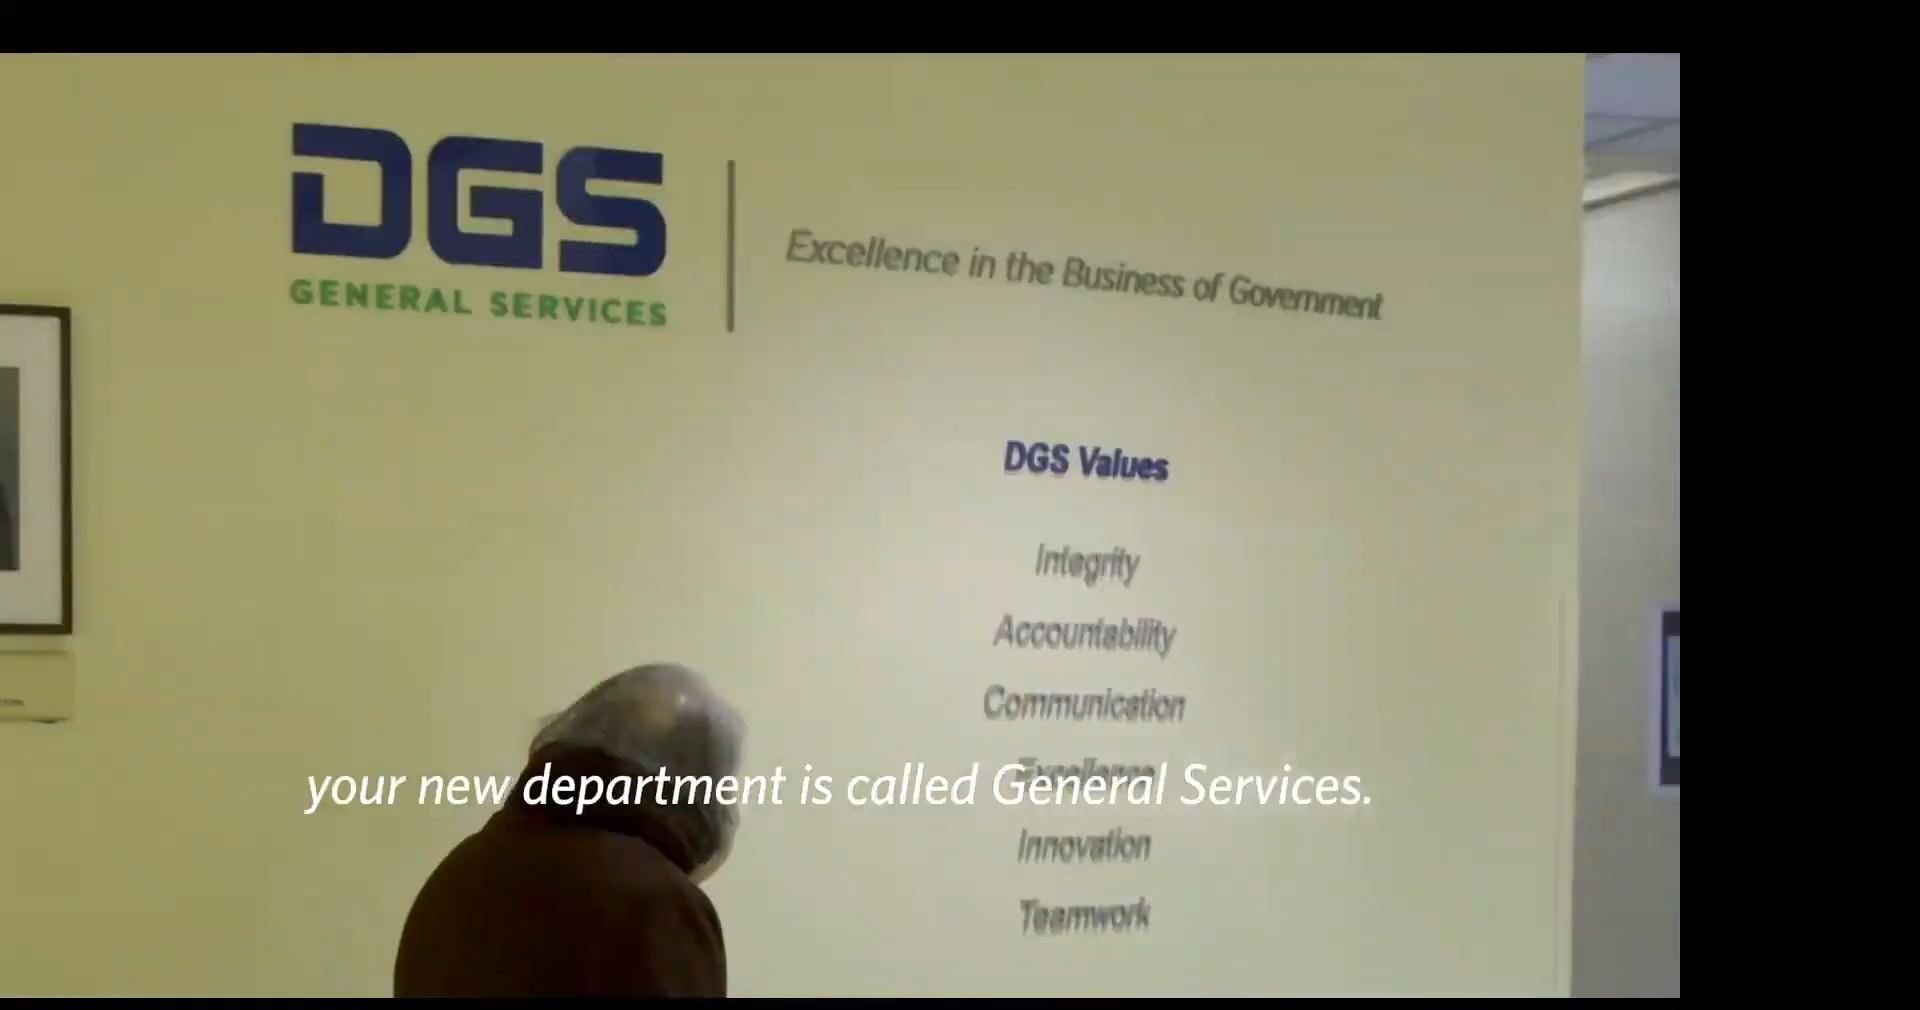 DGS
GENERAL SERVICES
Excellence in the Business of Government
DGS Values
Integrity
Accountability
Communication
Excellence
your new department is called General Services.
Innovation
Teamwork